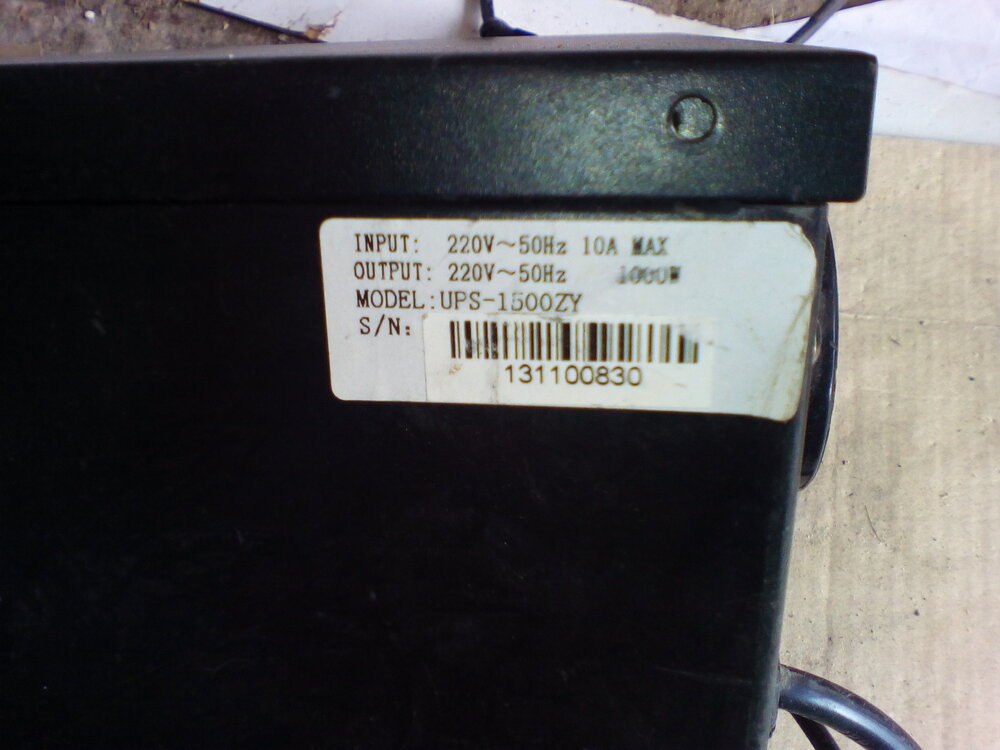 INPUT: 220V~50Hz 10A MAX
OUTPUT: 220V~50Hz 1000W
MODEL:UPS-1500ZY
S/N:
131100830